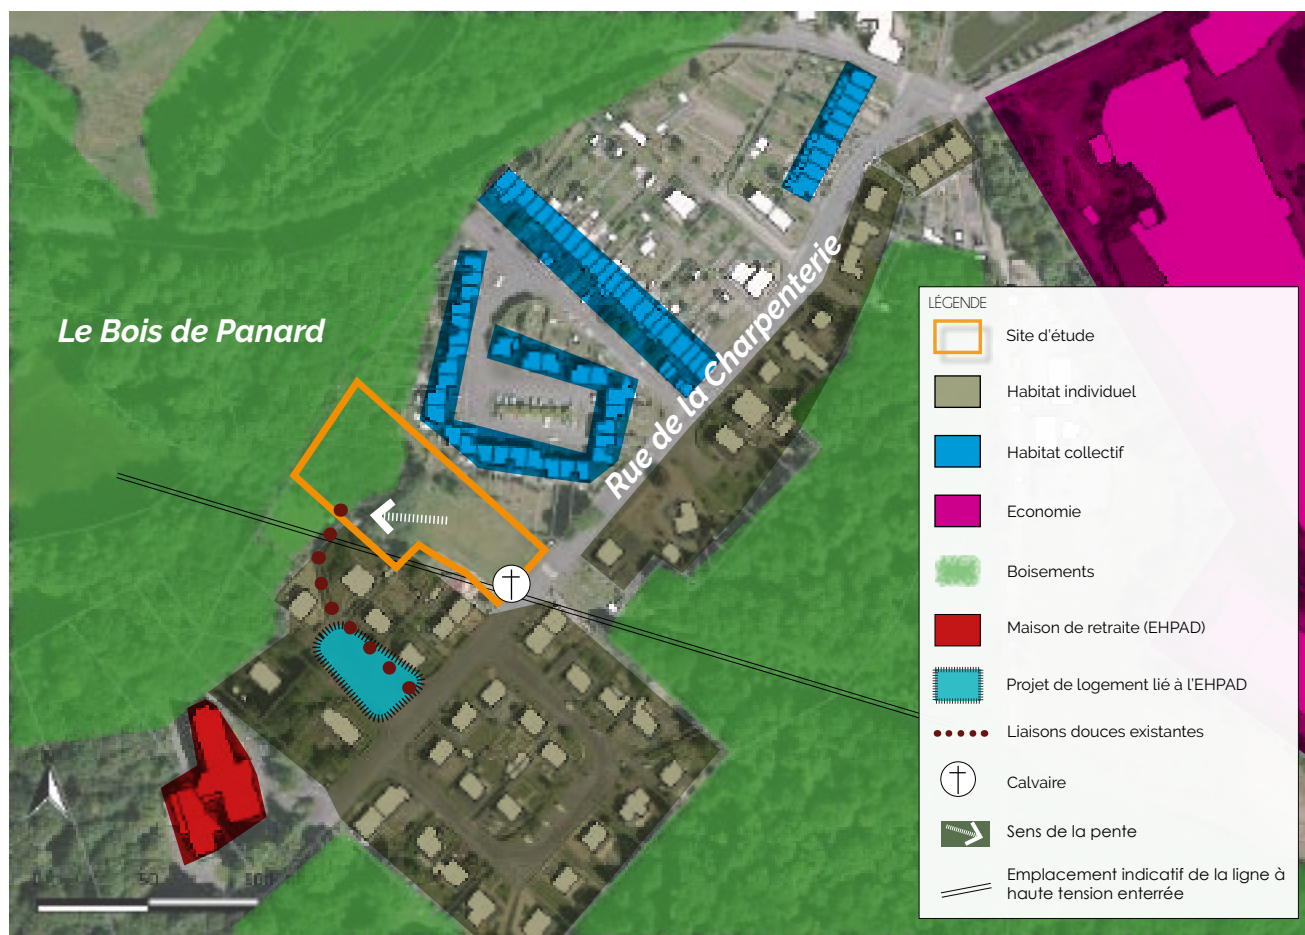 Le Bois de Panard
Rue de la Charpenterie
LÉGENDE
Site d'étude
Habitat individuel
Habitat collectif
Economie
Boisements
Maison de retraite (EHPAD)
Projet de logement lié à l'EHPAD
Liaisons douces existantes
Calvaire
Sens de la pente
Emplacement indicatif de la ligne à
haute tension enterrée